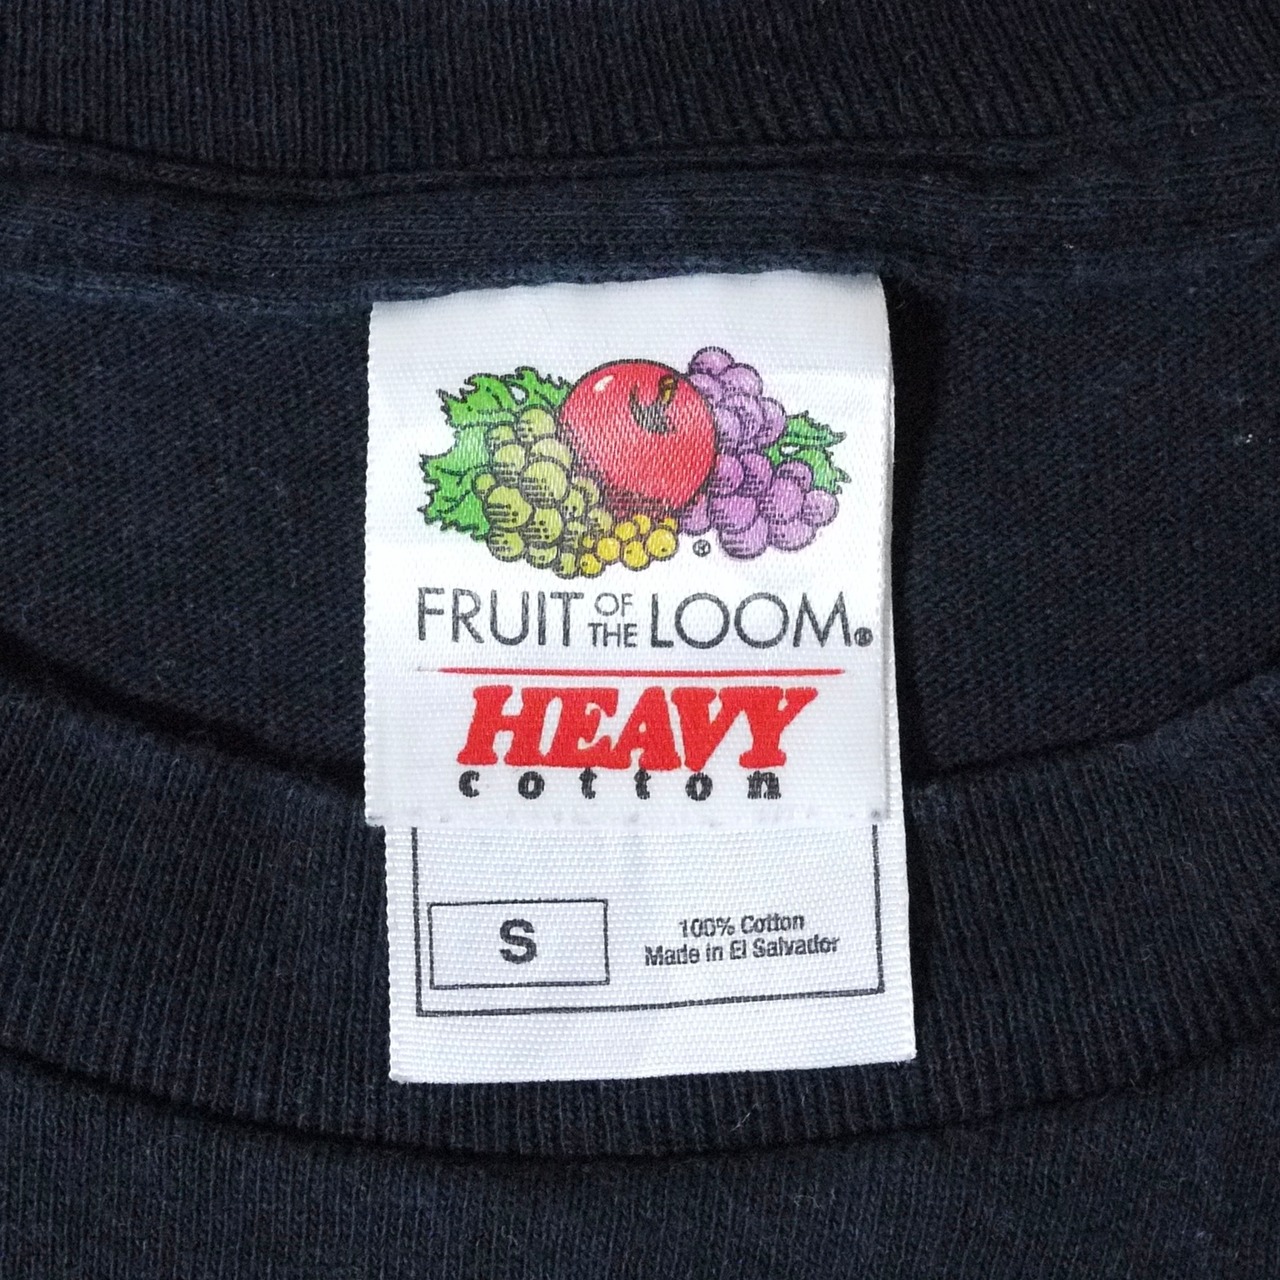 ®
FRUIT OF THE LOOM®
HEAVY
cotton
S
100% Cotton
Made in El Salvador